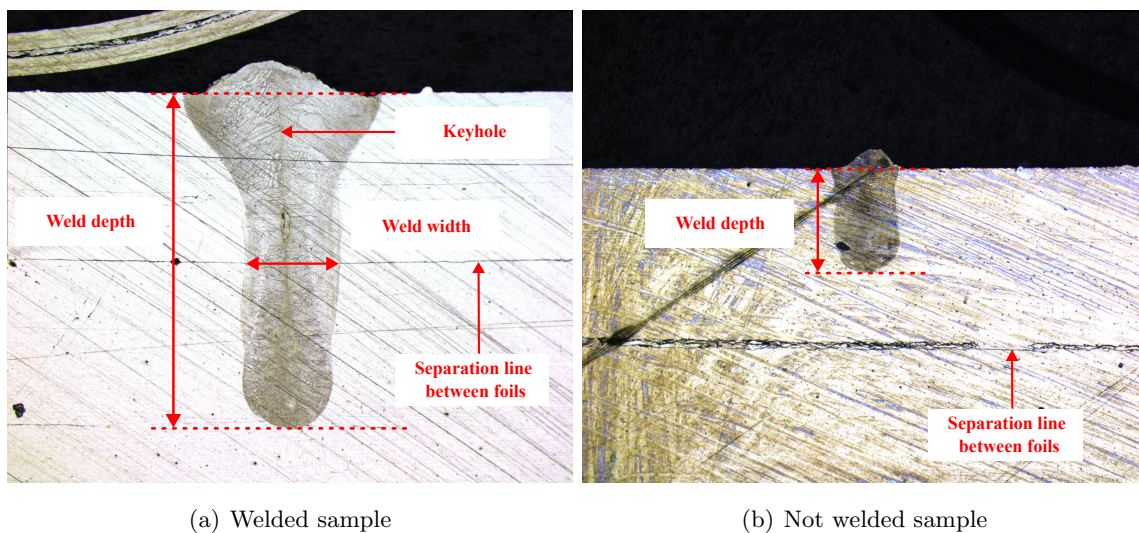 Keyhole
Weld depth
Weld width
Separation line
between foils
Weld depth
Separation line
between foils
(a) Welded sample
(b) Not welded sample